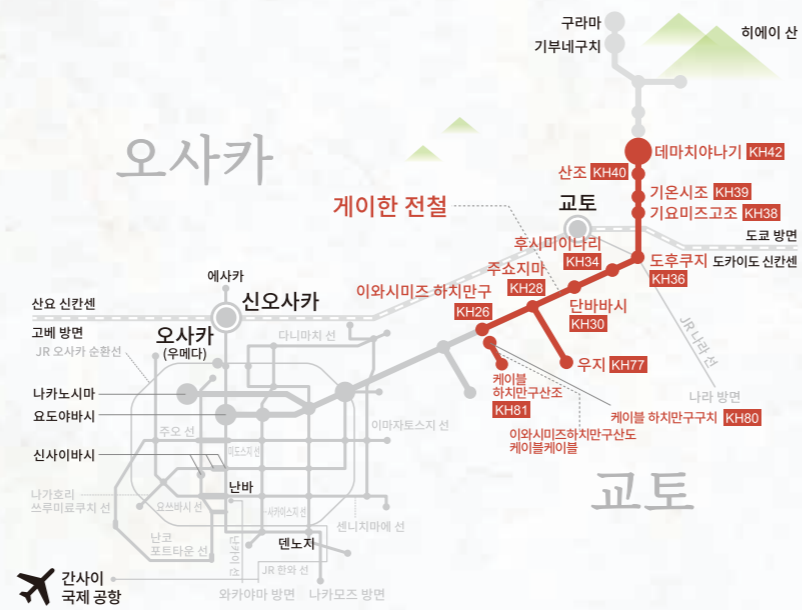 구라마
기부네구치
히에이 산
오사카
데마치야나기 KH42
산조 KH40
게이한 전철
기온시조 KH39
교토
기요미즈고조 KH38
도쿄 방면
후시미이나리
KH34
도후쿠지
KH36
도카이도 신칸센
에사카
주쇼지마
KH28
이와시미즈 하치만구
KH26
단바바시
KH30
산요 신칸센
신오사카
고베 방면
오사카
(우메다)
JR 오사카 순환선
다니마치 선
JR 나라 선
우지 KH77
나라 방면
나카노시마
케이블
하치만구산조
KH81
요도야바시
케이블 하치만구구치 KH80
이마자토스지 선
주오 선
이와시미즈하치만구산도
케이블케이블
신사이바시
미도스지 선
교토
난바
나가호리
쓰루미료쿠치 선
요쓰바시 선
사카이스지 선
센니치마에 선
난코
포트타운 선
난카이 선
덴노지
JR 한와 선
간사이
국제 공항
와카야마 방면
나카모즈 방면